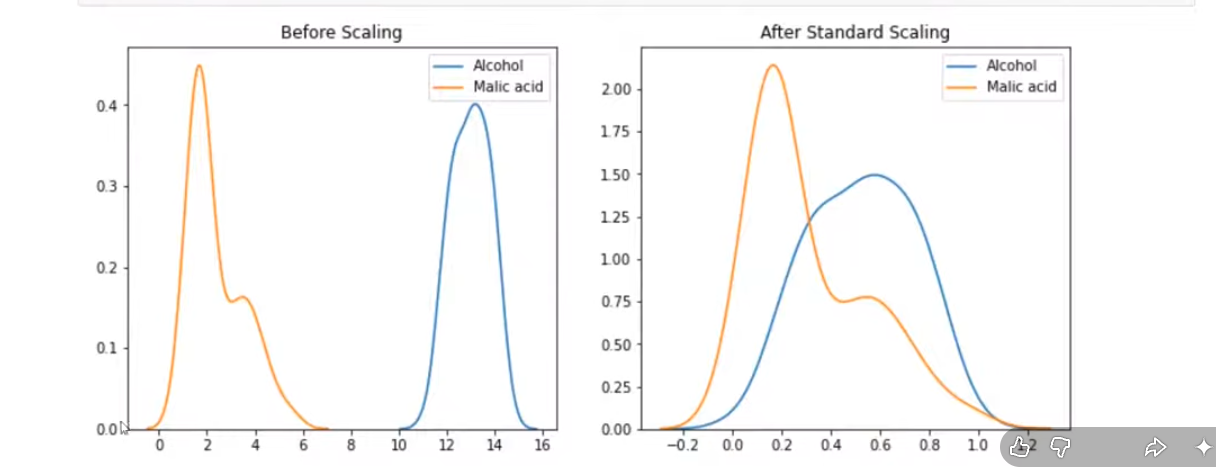 Before Scaling
Alcohol
Malic acid
0.4
0.3
0.2
0.1
0.0
0 2 4 6 8 10 12 14 16
After Standard Scaling
Alcohol
Malic acid
2.00
1.75
1.50
1.25
1.00
0.75
0.50
0.25
0.00
−0.2 0.0 0.2 0.4 0.6 0.8 1.0